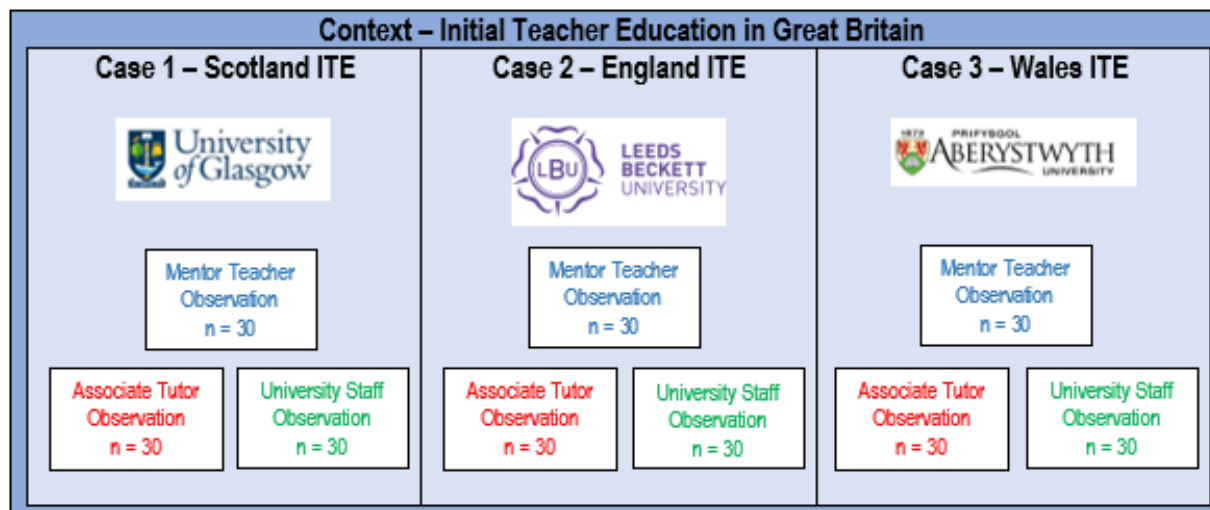 Context – Initial Teacher Education in Great Britain
Case 1 – Scotland ITE
University
of Glasgow
Mentor Teacher
Observation
n = 30
Associate Tutor
Observation
n = 30
University Staff
Observation
n = 30
Case 2 – England ITE
LBU
LEEDS
BECKETT
UNIVERSITY
Mentor Teacher
Observation
n = 30
Associate Tutor
Observation
n = 30
University Staff
Observation
n = 30
Case 3 – Wales ITE
1872
PRIFYSGOL
ABERYSTWYTH
UNIVERSITY
Mentor Teacher
Observation
n = 30
Associate Tutor
Observation
n = 30
University Staff
Observation
n = 30